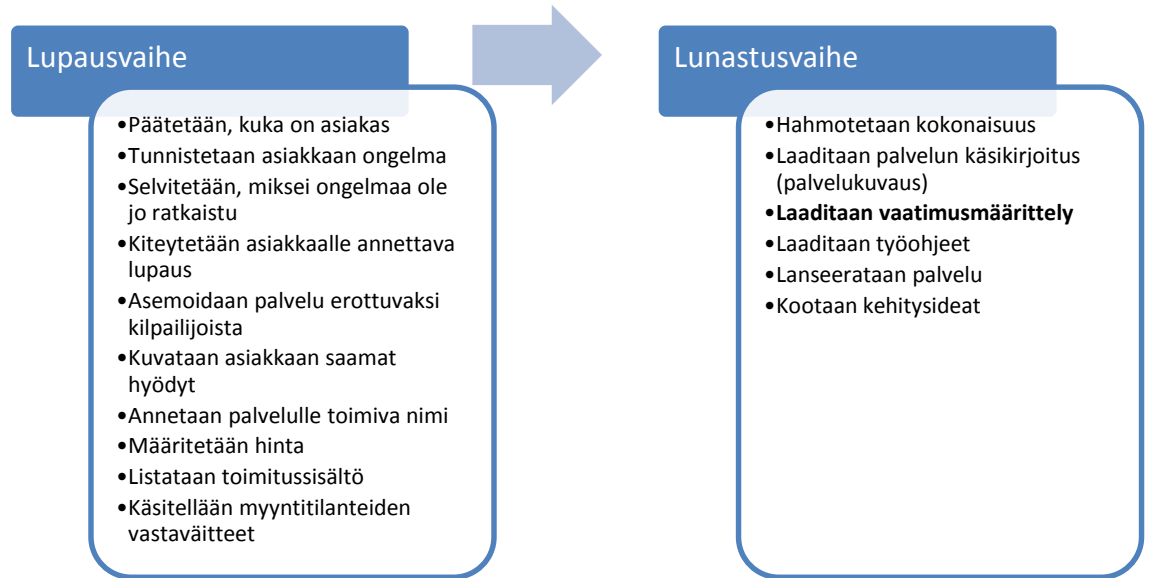 Lupausvaihe
•Päätetään, kuka on asiakas
•Tunnistetaan asiakkaan ongelma
•Selvitetään, miksei ongelmaa ole
jo ratkaistu
•Kiteytetään asiakkaalle annettava
lupaus
•Asemoidaan palvelu erottuvaksi
kilpailijoista
•Kuvataan asiakkaan saamat
hyödyt
•Annetaan palvelulle toimiva nimi
•Määritetään hinta
•Listataan toimitussisältö
•Käsitellään myyntitilanteiden
vastaväitteet
Lunastusvaihe
•Hahmotetaan kokonaisuus
•Laaditaan palvelun käsikirjoitus
(palvelukuvaus)
•Laaditaan vaatimusmäärittely
•Laaditaan työohjeet
•Lanseerataan palvelu
•Kootaan kehitysideat